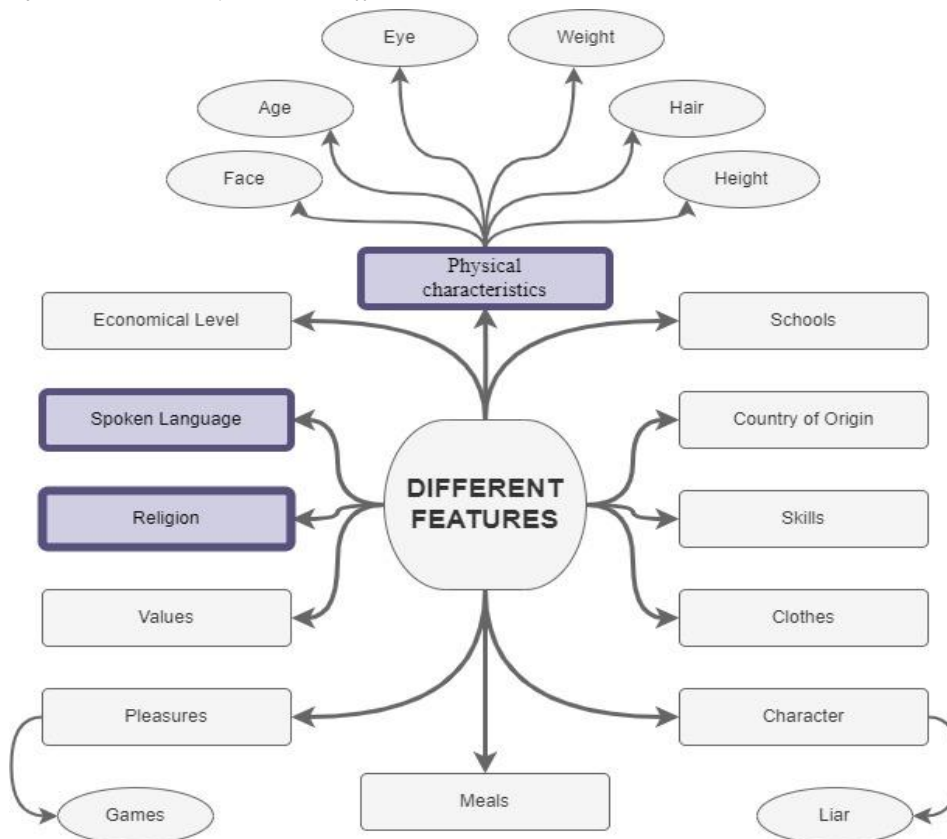 Eye
Weight
Age
Hair
Face
Height
Physical
characteristics
Economical Level
Schools
Spoken Language
Country of Origin
DIFFERENT
FEATURES
Religion
Skills
Values
Clothes
Pleasures
Character
Meals
Games
Liar